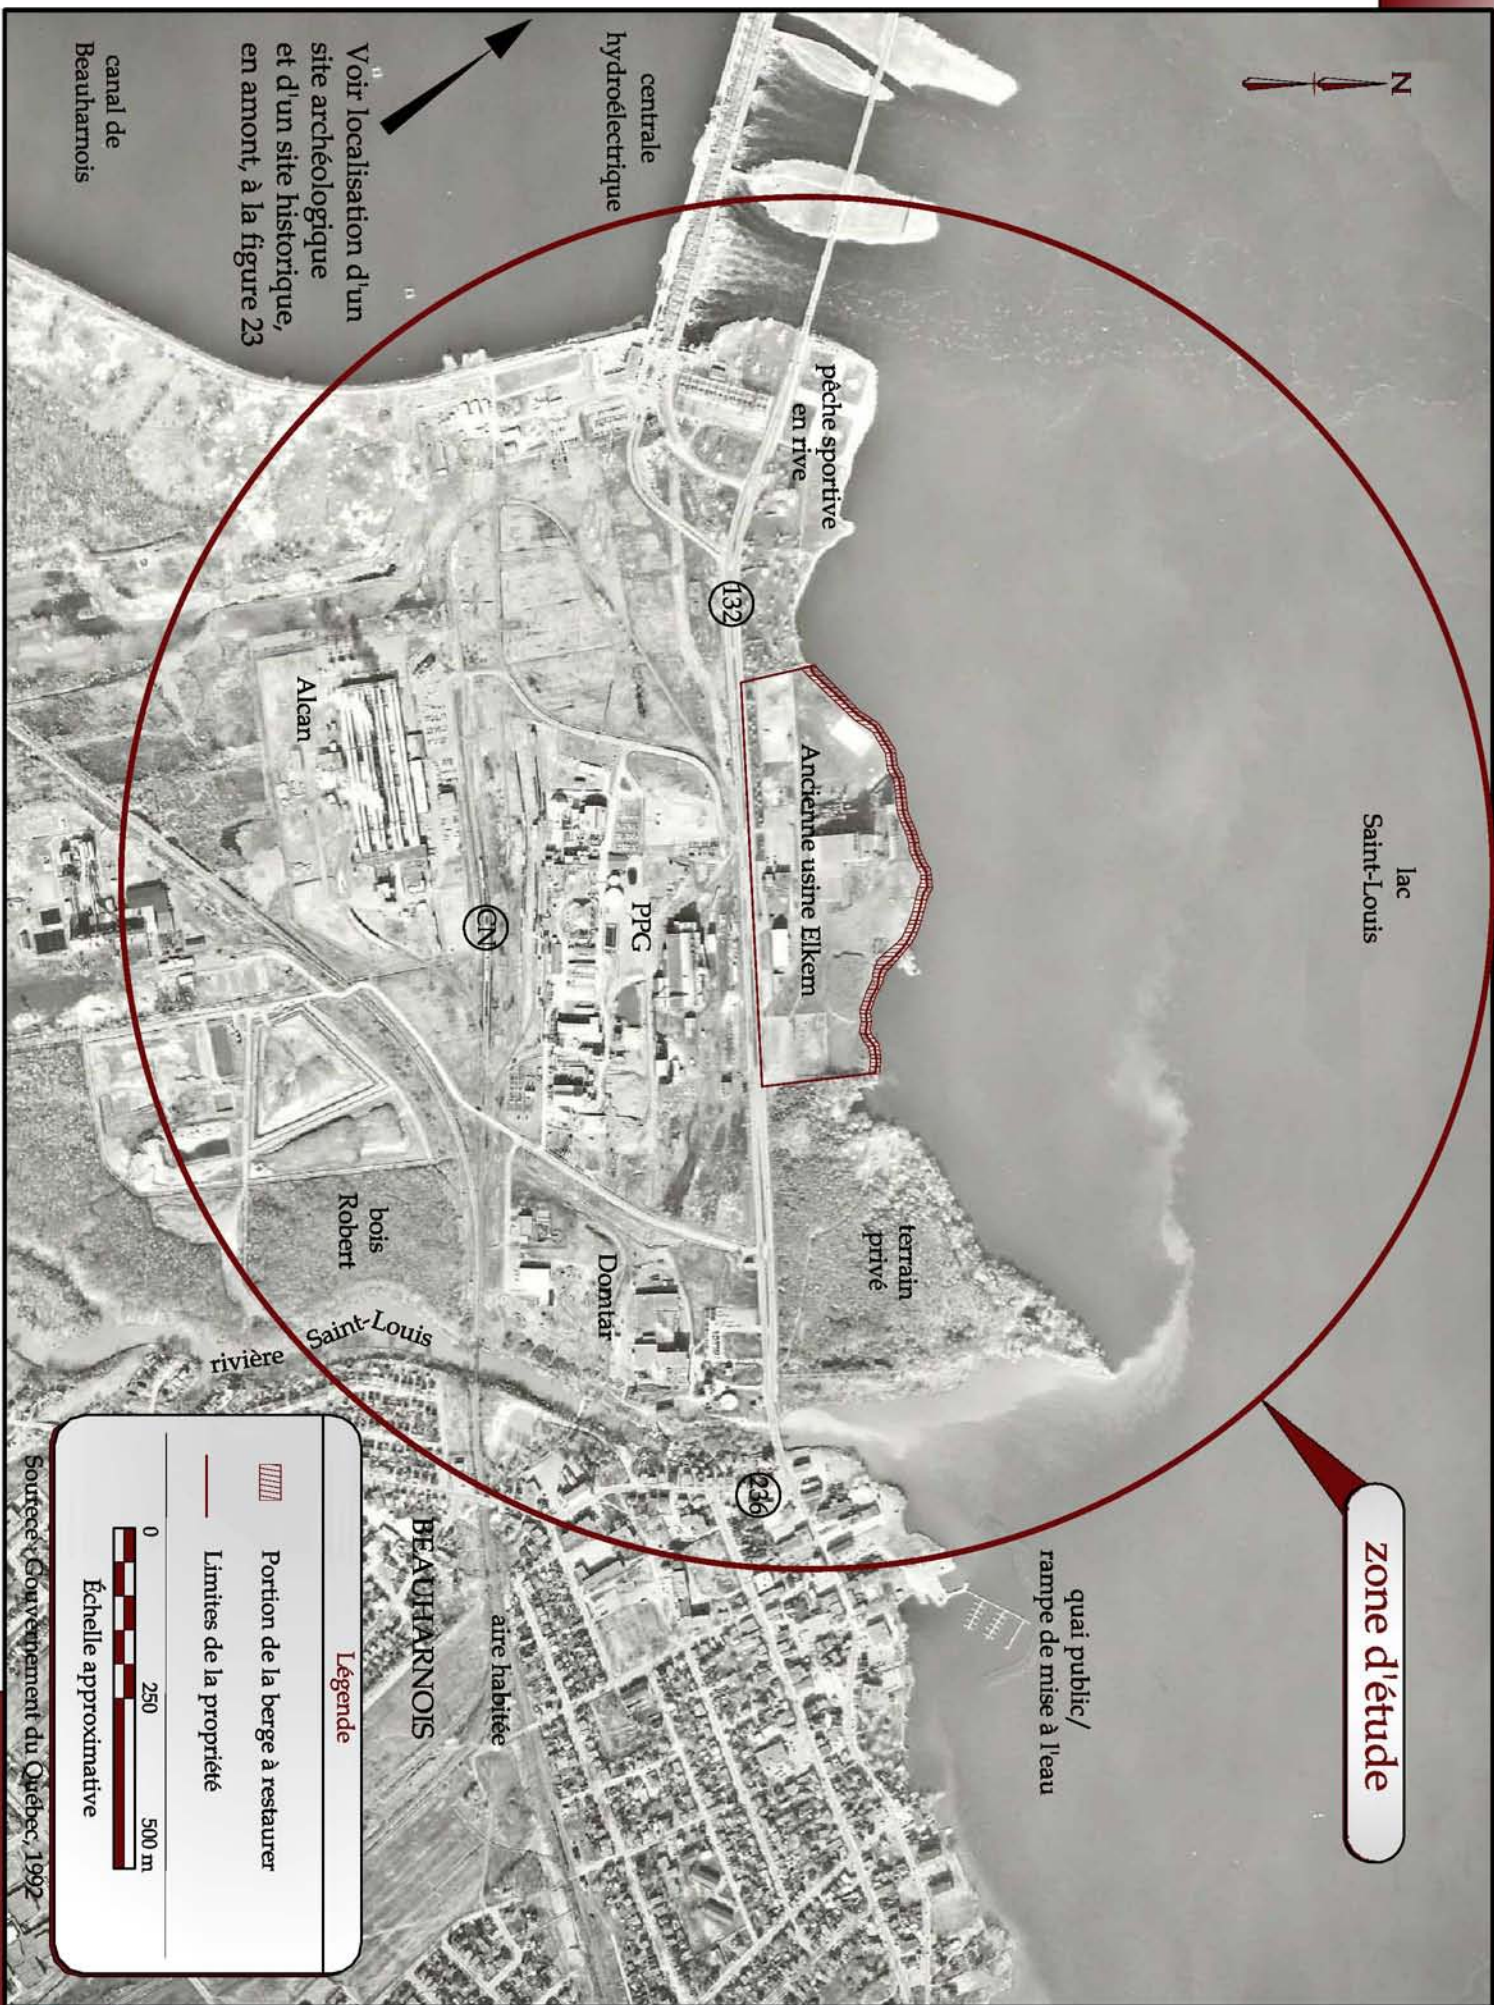 N
lac
Saint-Louis
zone d'étude
centrale
hydroélectrique
Voir localisation d'un
site archéologique
et d'un site historique,
en amont, à la figure 23
canal de
Beauharnois
pêche sportive
en rive
132
Ancienne usine Elkem
terrain
privé
quai public/
rampe de mise à l'eau
236
PPG
CN
Alcan
Domtar
bois
Robert
rivière Saint-Louis
BEAUHARNOIS
aire habitée
Légende
Portion de la berge à restaurer
Limites de la propriété
0 250 500 m
Échelle approximative
Source : Gouvernement du Québec, 1992